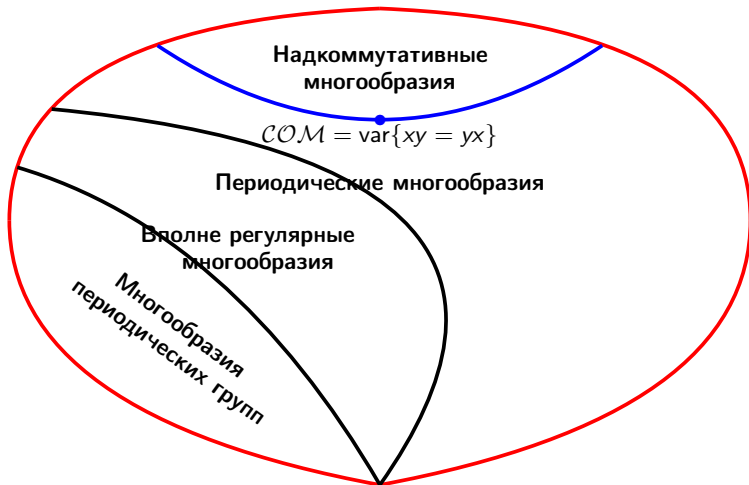 Надкоммутативные
многообразия
𝒞𝒪ℳ = var{xy = yx}
Периодические многообразия
Вполне регулярные
многообразия
Многообразия
периодических групп